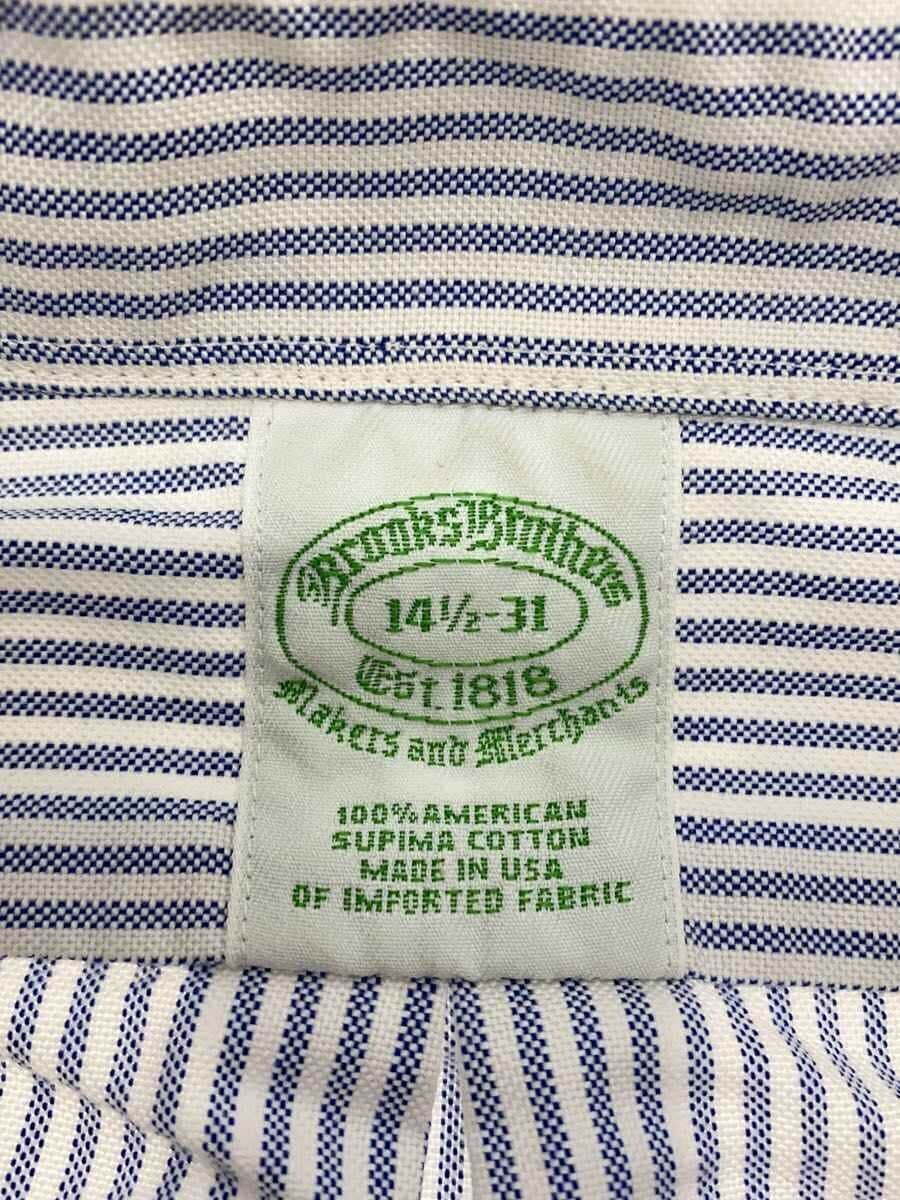 Brooks Brothers
14½-31
Est. 1818
Makers and Merchants
100% AMERICAN
SUPIMA COTTON
MADE IN USA
OF IMPORTED FABRIC